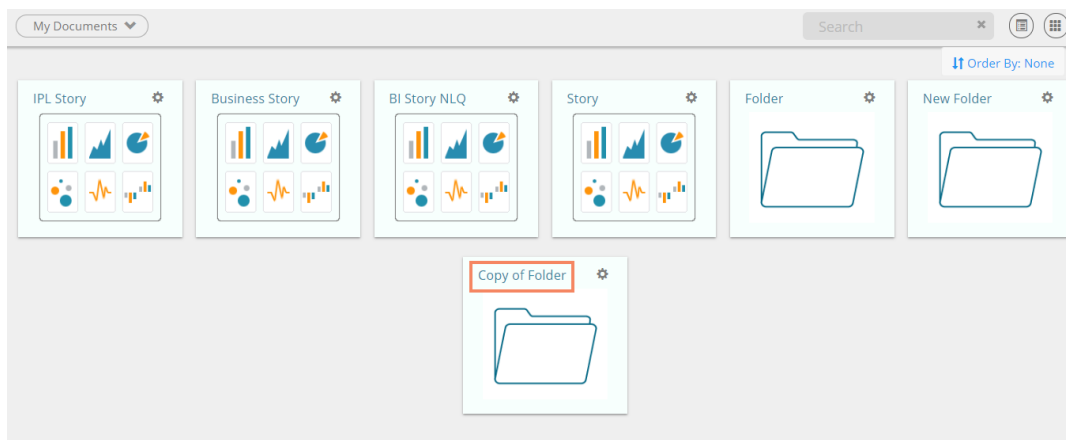 My Documents
Search
Order By: None
IPL Story
Business Story
BI Story NLQ
Story
Folder
New Folder
Copy of Folder